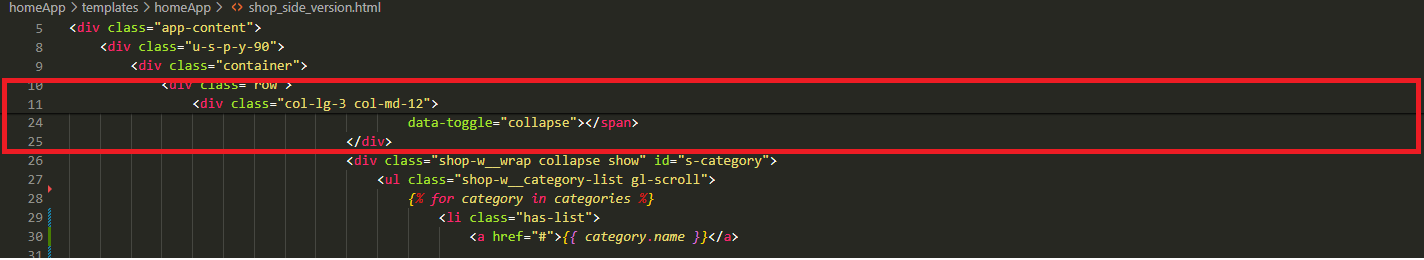 homeApp > templates > homeApp > <> shop_side_version.html
5 <div class="app-content">
8 <div class="u-s-p-y-90">
9 <div class="container">
10 <div class="row">
11 <div class="col-lg-3 col-md-12">
24 data-toggle="collapse"></span>
25 </div>
26 <div class="shop-w__wrap collapse show" id="s-category">
27 <ul class="shop-w__category-list gl-scroll">
28 {% for category in categories %}
29 <li class="has-list">
30 <a href="#">{{ category.name }}</a>
31